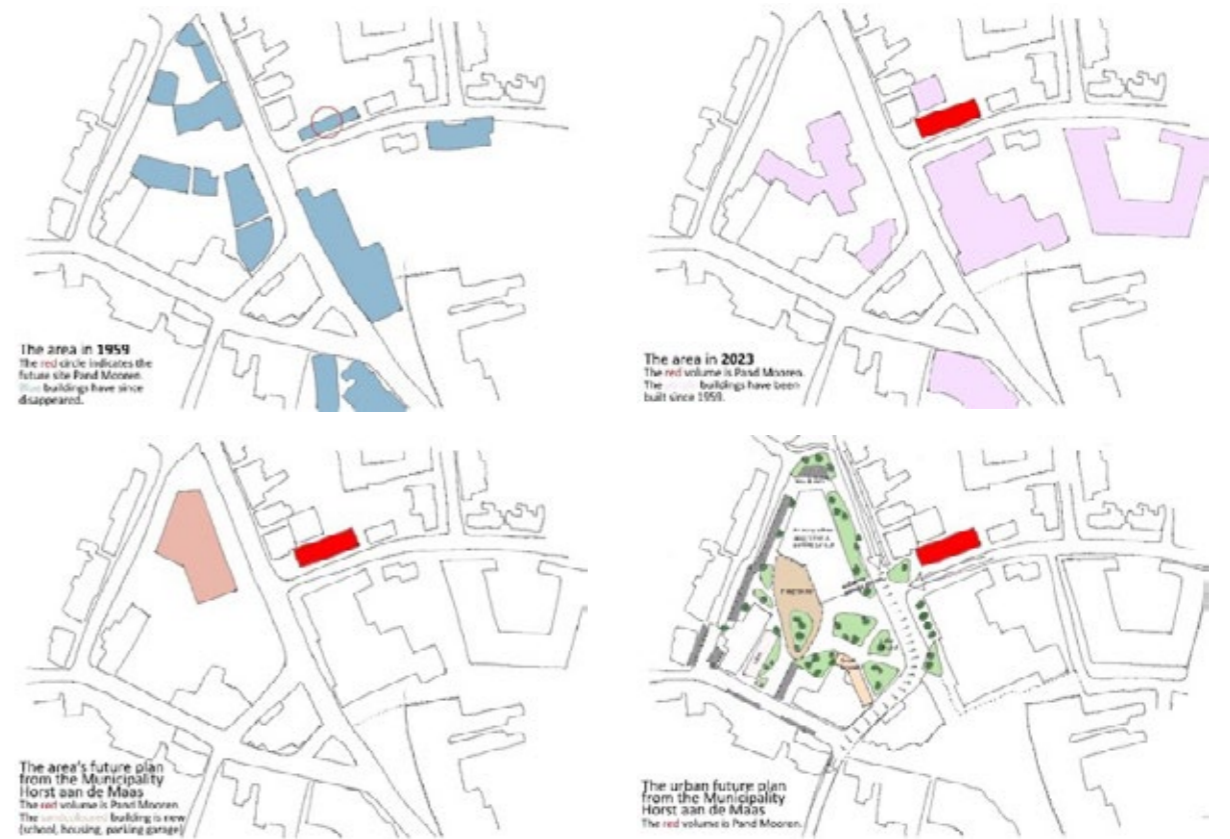 The area in 1959
The red circle indicates the
future site Pand Mooren.
Blue buildings have since
disappeared.
The area in 2023
The red volume is Pand Mooren.
The buildings have been
built since 1959.
The area's future plan
from the Municipality
Horst aan de Maas
The red volume is Pand Mooren
The sandcoloured building is new
(school, housing, parking garage)
The urban future plan
from the Municipality
Horst aan de Maas
The red volume is Pand Mooren.